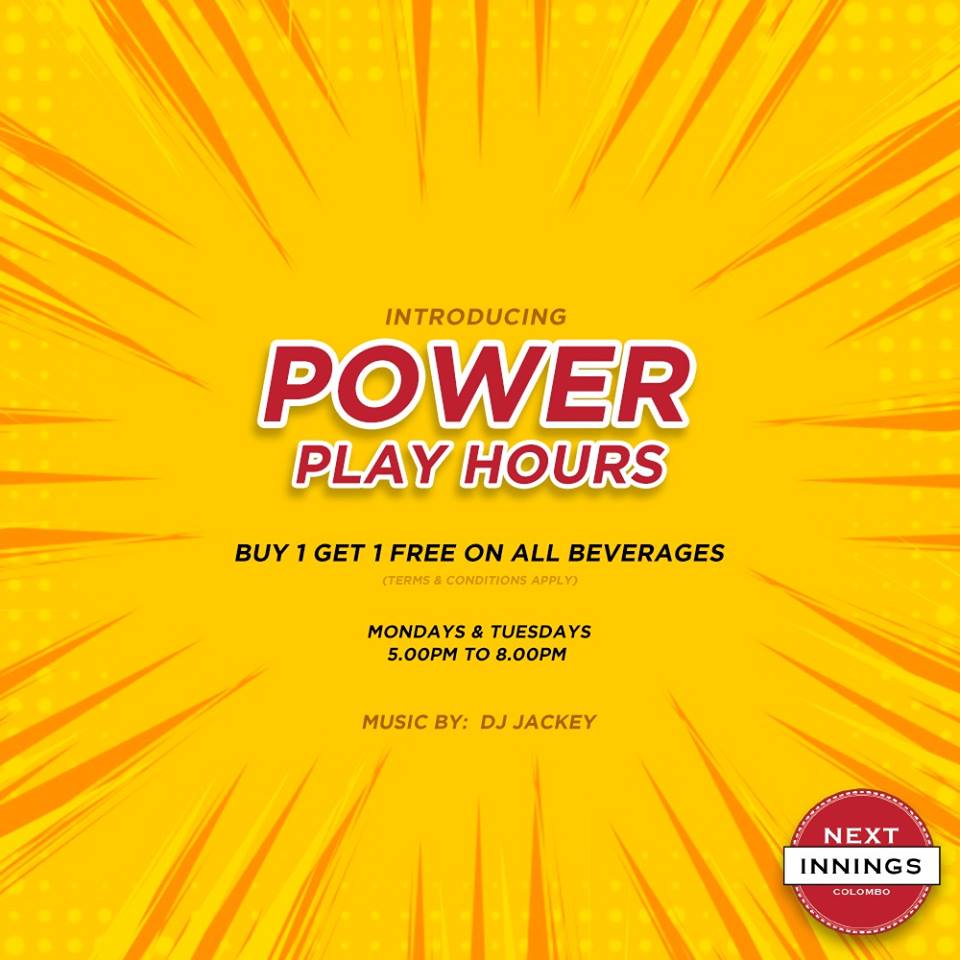 INTRODUCING
POWER
PLAY HOURS
BUY 1 GET 1 FREE ON ALL BEVERAGES
(TERMS & CONDITIONS APPLY)
MONDAYS & TUESDAYS
5.00PM TO 8.00PM
MUSIC BY: DJ JACKEY
NEXT
INNINGS
COLOMBO